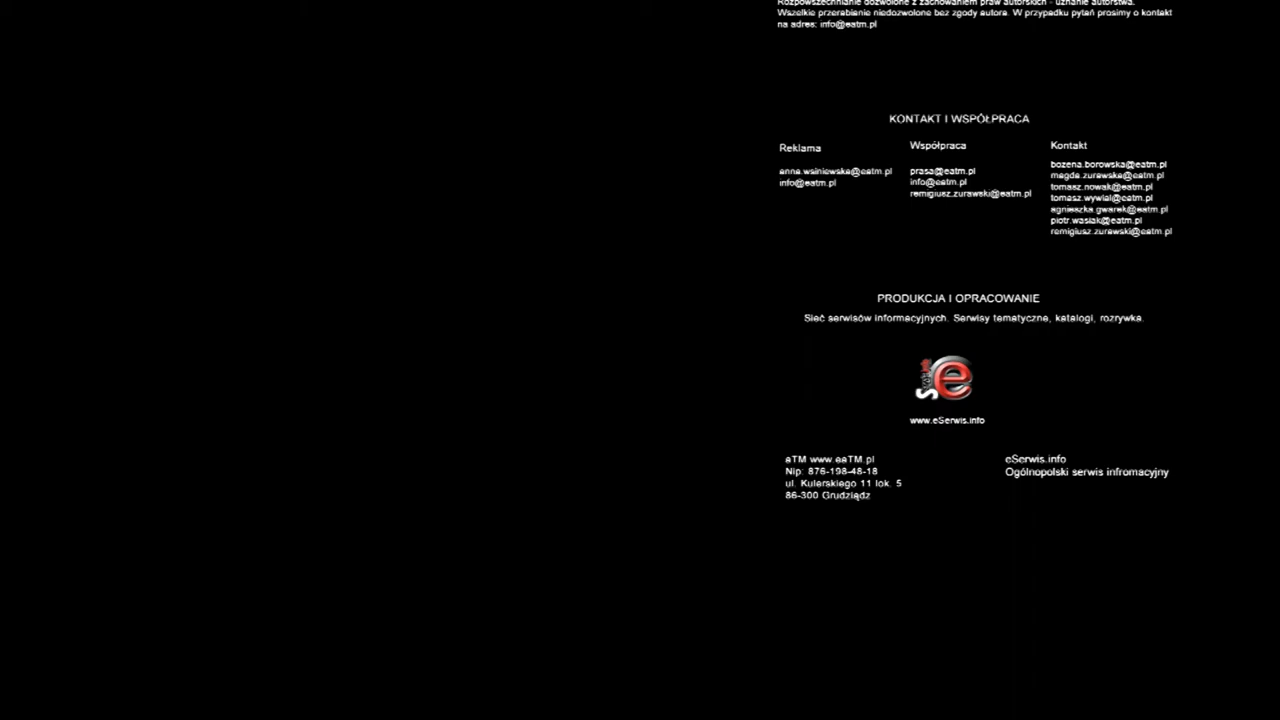 Rozpowszechnianie dozwolone z zachowaniem praw autorskich - uznanie autorstwa.
Wszelkie przerabianie niedozwolone bez zgody autora. W przypadku pytań prosimy o kontakt
na adres: info@eatm.pl
KONTAKT I WSPÓŁPRACA
Reklama
anna.wsiniewska@eatm.pl
info@eatm.pl
Współpraca
prasa@eatm.pl
info@eatm.pl
remigiusz.zurawski@eatm.pl
Kontakt
bozena.borowska@eatm.pl
magda.zurawska@eatm.pl
tomasz.nowak@eatm.pl
tomasz.wywial@eatm.pl
agnieszka.gwarek@eatm.pl
piotr.wasiak@eatm.pl
remigiusz.zurawski@eatm.pl
PRODUKCJA I OPRACOWANIE
Sieć serwisów informacyjnych. Serwisy tematyczne, katalogi, rozrywka.
e
www.eSerwis.info
aTM www.eaTM.pl
Nip: 876-198-48-18
ul. Kulerskiego 11 lok. 5
86-300 Grudziądz
eSerwis.info
Ogólnopolski serwis infromacyjny